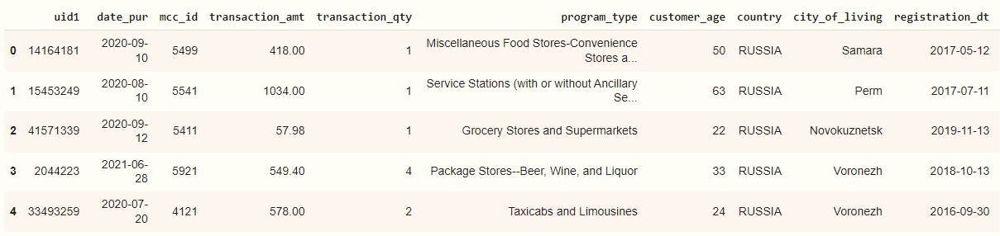 uid1 date_pur mcc_id transaction_amt transaction_qty program_type customer_age country city_of_living registration_dt
0 14164181 2020-09-10 5499 418.00 1 Miscellaneous Food Stores-Convenience Stores a... 50 RUSSIA Samara 2017-05-12
1 15453249 2020-08-10 5541 1034.00 1 Service Stations (with or without Ancillary Se... 63 RUSSIA Perm 2017-07-11
2 41571339 2020-09-12 5411 57.98 1 Grocery Stores and Supermarkets 22 RUSSIA Novokuznetsk 2019-11-13
3 2044223 2021-06-28 5921 549.40 4 Package Stores--Beer, Wine, and Liquor 33 RUSSIA Voronezh 2018-10-13
4 33493259 2020-07-20 4121 578.00 2 Taxicabs and Limousines 24 RUSSIA Voronezh 2016-09-30